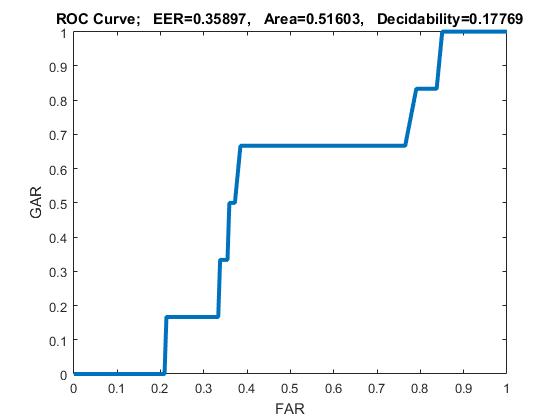 ROC Curve; EER=0.35897, Area=0.51603, Decidability=0.17769
1
0.9
0.8
0.7
0.6
0.5
0.4
0.3
0.2
0.1
0
GAR
0 0.1 0.2 0.3 0.4 0.5 0.6 0.7 0.8 0.9 1
FAR